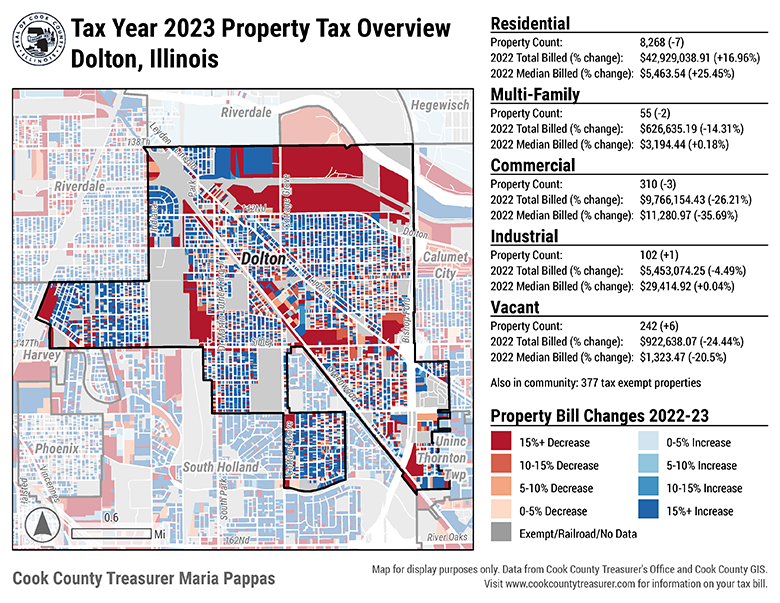 Tax Year 2023 Property Tax Overview
Dolton, Illinois
Residential
Property Count: 8,268 (-7)
2022 Total Billed (% change): $42,929,038.91 (+16.96%)
2022 Median Billed (% change): $5,463.54 (+25.45%)
Multi-Family
Property Count: 55 (-2)
2022 Total Billed (% change): $626,635.19 (-14.31%)
2022 Median Billed (% change): $3,194.44 (+0.18%)
Commercial
Property Count: 310 (-3)
2022 Total Billed (% change): $9,766,154.43 (-26.21%)
2022 Median Billed (% change): $11,280.97 (-35.69%)
Industrial
Property Count: 102 (+1)
2022 Total Billed (% change): $5,453,074.25 (-4.49%)
2022 Median Billed (% change): $29,414.92 (+0.04%)
Vacant
Property Count: 242 (+6)
2022 Total Billed (% change): $922,638.07 (-24.44%)
2022 Median Billed (% change): $1,323.47 (-20.5%)
Also in community: 377 tax exempt properties
Property Bill Changes 2022-23
15%+ Decrease
10-15% Decrease
5-10% Decrease
0-5% Decrease
Exempt/Railroad/No Data
0-5% Increase
5-10% Increase
10-15% Increase
15%+ Increase
Riverdale
Hegewisch
138Th
Leyden
Riverdale
Park
142Nd
Dolton
Dolton
Calumet
City
147Th
Harvey
Phoenix
South Holland
Uninc
Thornton
Twp
Halsted
Vincennes
South Park
162Nd
River Oaks
0.6
Mi
Cook County Treasurer Maria Pappas
Map for display purposes only. Data from Cook County Treasurer's Office and Cook County GIS.
Visit www.cookcountytreasurer.com for information on your tax bill.